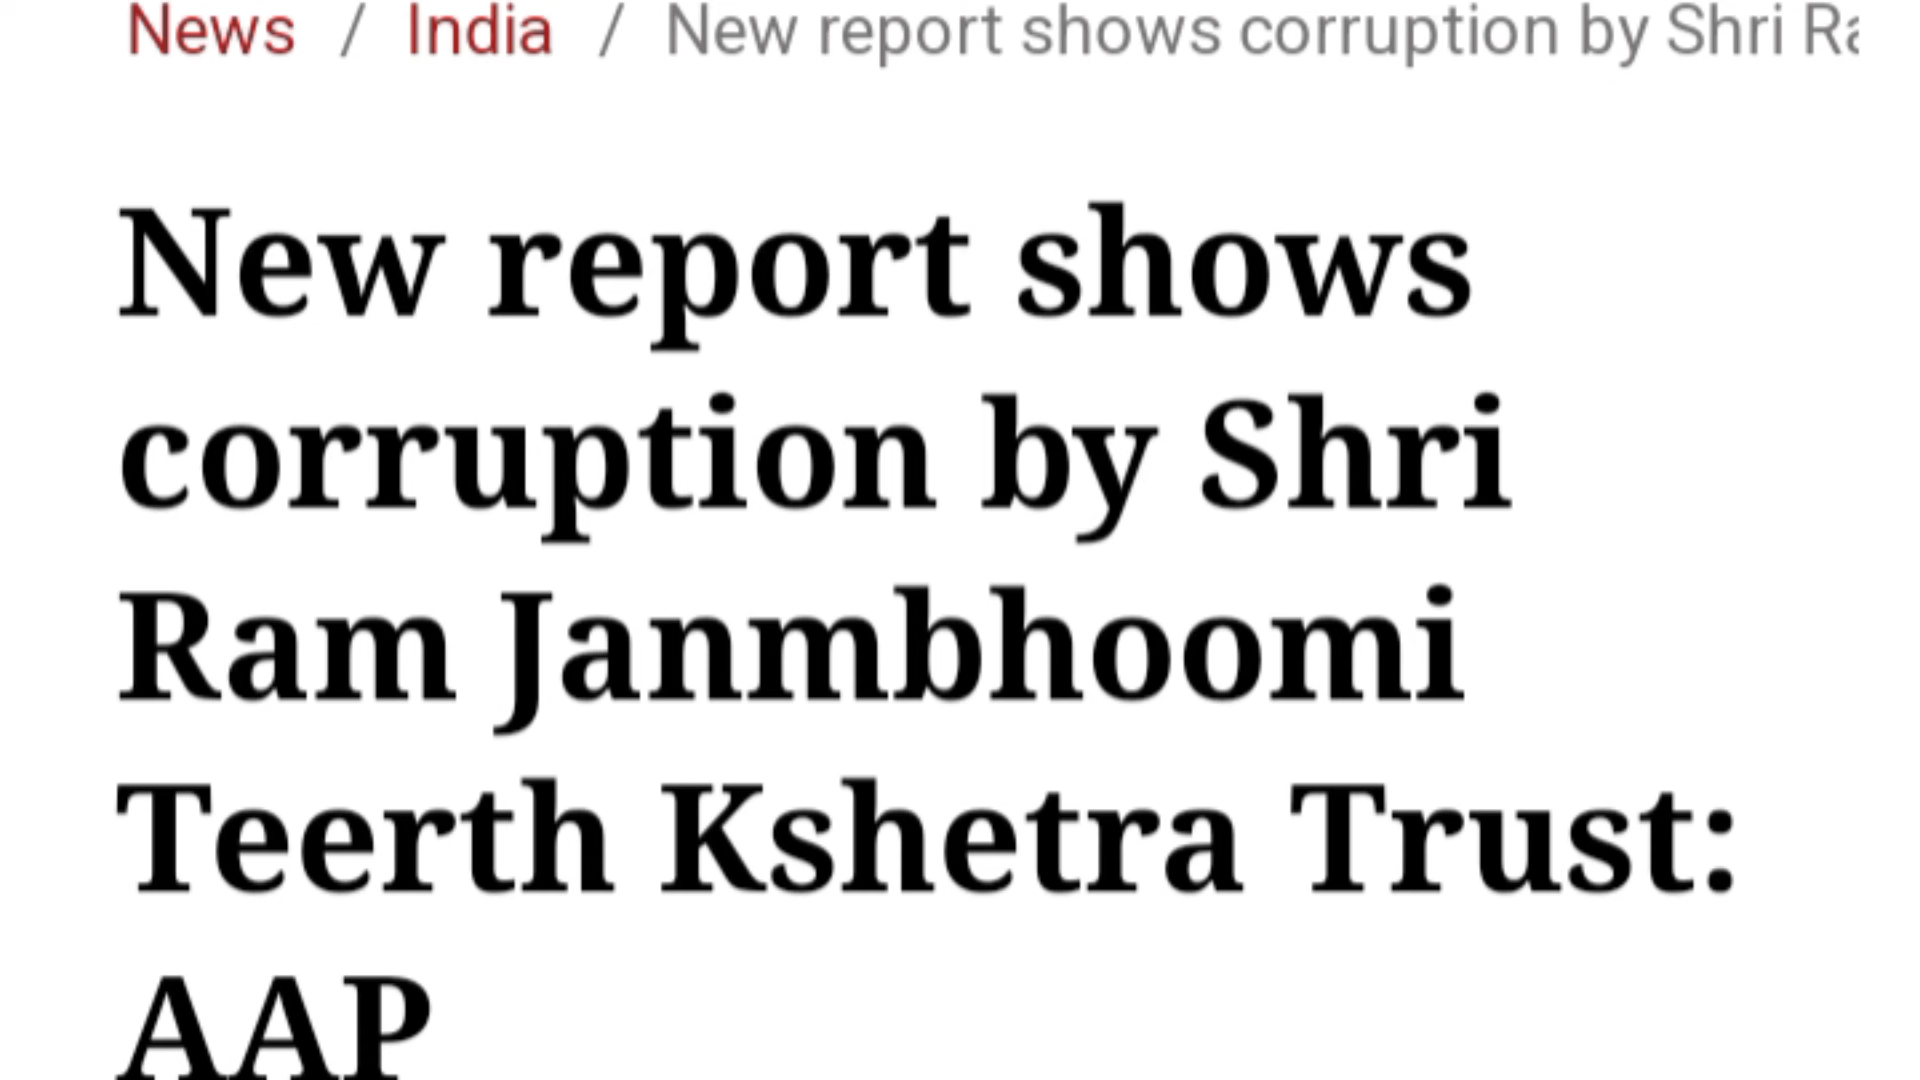 News / India / New report shows corruption by Shri
New report shows
corruption by Shri
Ram Janmbhoomi
Teerth Kshetra Trust:
AAP